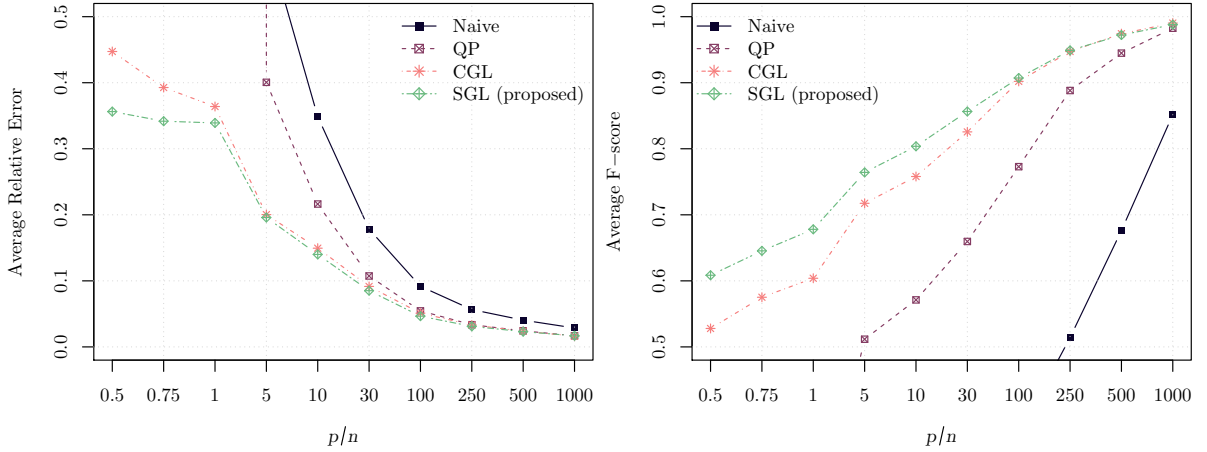 Average Relative Error
0.5
0.4
0.3
0.2
0.1
0.0
Naive
QP
CGL
SGL (proposed)
0.5 0.75 1 5 10 30 100 250 500 1000
p/n
Average F−score
1.0
0.9
0.8
0.7
0.6
0.5
Naive
QP
CGL
SGL (proposed)
0.5 0.75 1 5 10 30 100 250 500 1000
p/n